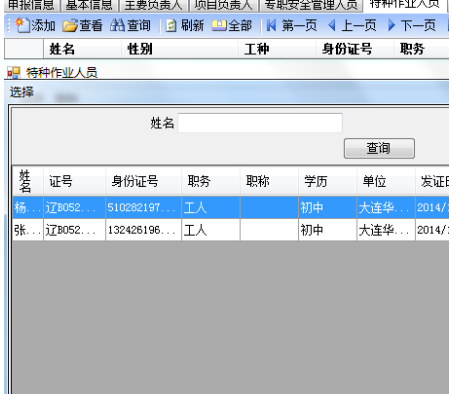 申报信息 基本信息 主要负责人 项目负责人 专职安全管理人员 特种作业人员
添加 查看 查询 刷新 全部 第一页 上一页 下一页
姓名 性别 工种 身份证号 职务
特种作业人员
选择
姓名
查询
姓名 证号 身份证号 职务 职称 学历 单位 发证日
杨... 辽B052... 510282197... 工人 初中 大连华... 2014/
张... 辽B052... 132426196... 工人 初中 大连华... 2014/